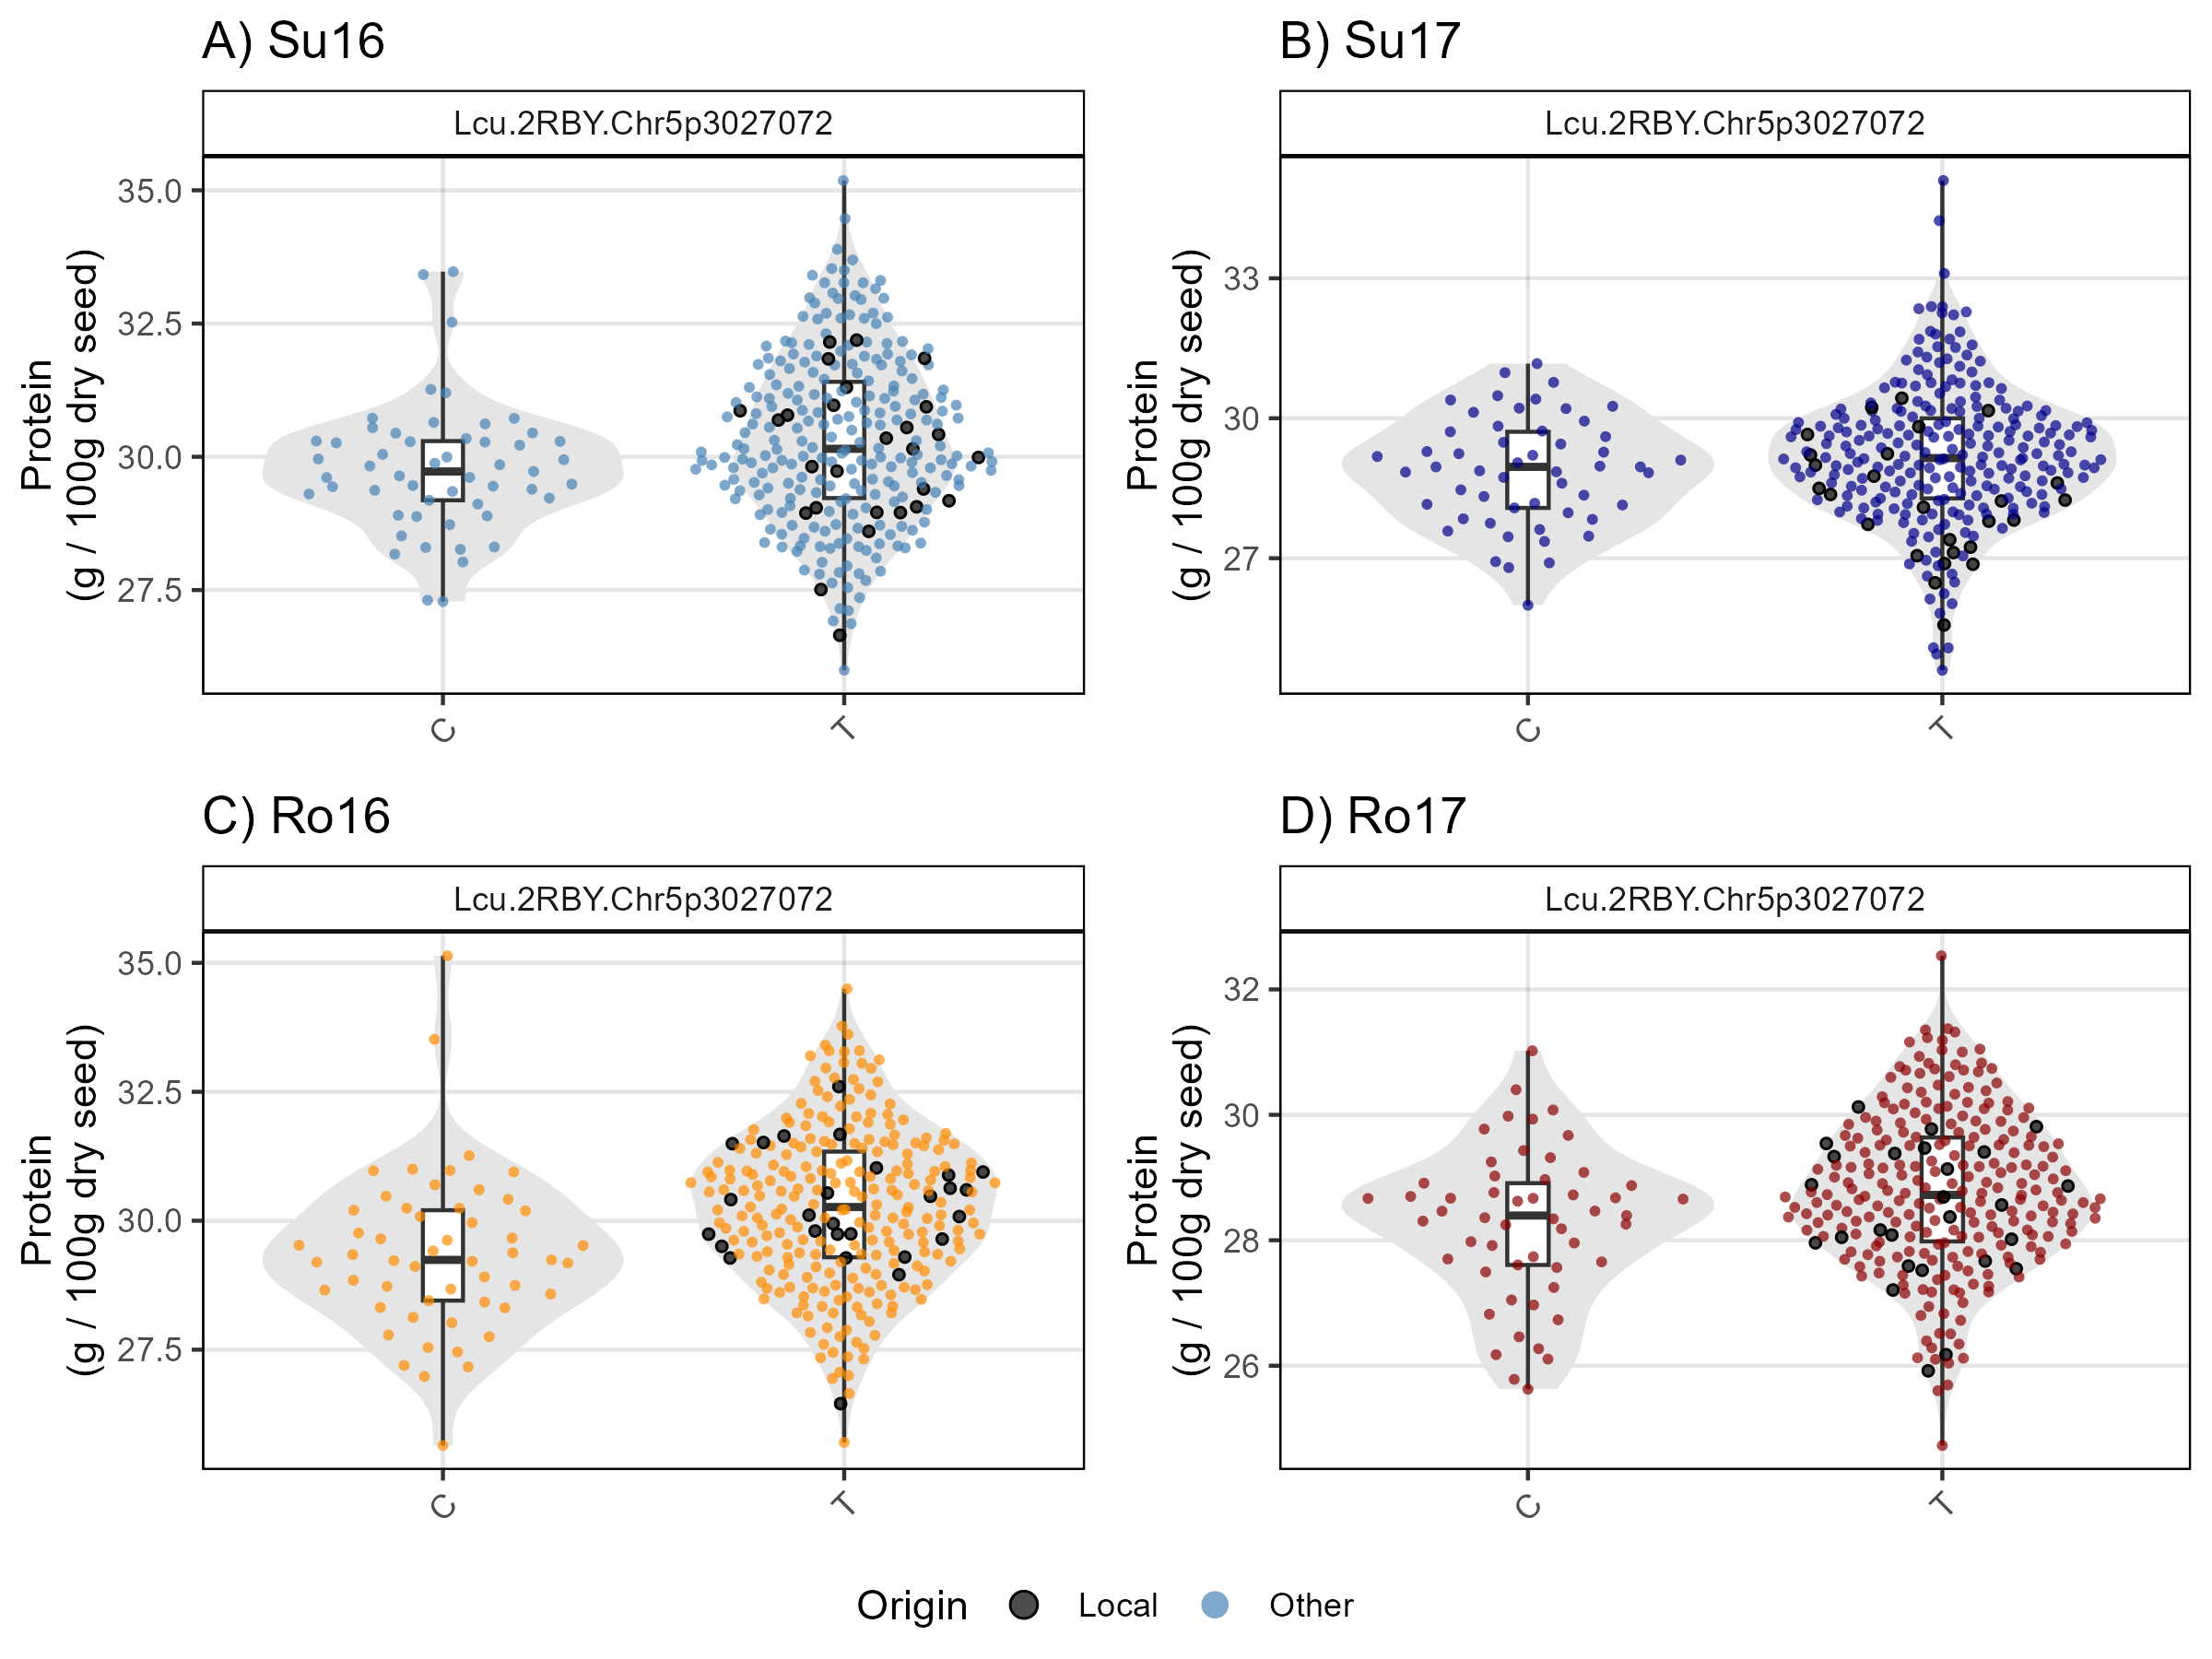 A) Su16
Lcu.2RBY.Chr5p3027072
Protein
(g / 100g dry seed)
35.0
32.5
30.0
27.5
C
T
B) Su17
Lcu.2RBY.Chr5p3027072
Protein
(g / 100g dry seed)
33
30
27
C
T
C) Ro16
Lcu.2RBY.Chr5p3027072
Protein
(g / 100g dry seed)
35.0
32.5
30.0
27.5
C
T
D) Ro17
Lcu.2RBY.Chr5p3027072
Protein
(g / 100g dry seed)
32
30
28
26
C
T
Origin Local Other